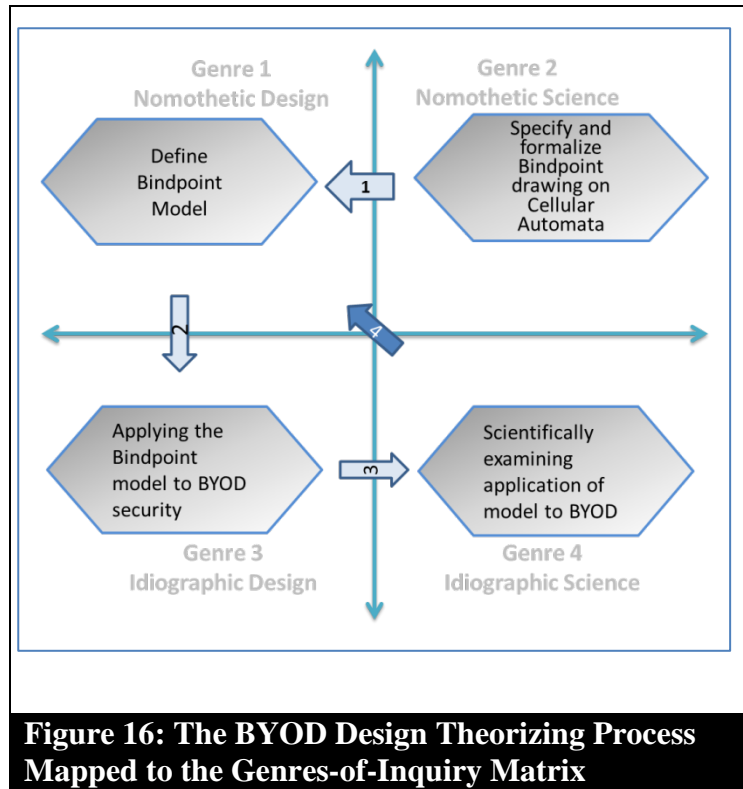 Genre 1
Nomothetic Design
Genre 2
Nomothetic Science
Define
Bindpoint
Model
1
Specify and
formalize
Bindpoint
drawing on
Cellular
Automata
2
4
Applying the
Bindpoint
model to BYOD
security
3
Scientifically
examining
application of
model to BYOD
Genre 3
Idiographic Design
Genre 4
Idiographic Science
Figure 16: The BYOD Design Theorizing Process
Mapped to the Genres-of-Inquiry Matrix